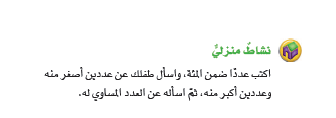 نشاطٌ منزليٌّ
اكتب عددًا ضمن المئة، واسأل طفلك عن عددين أصغر منه
وعددين أكبر منه، ثمّ اسأله عن العدد المساوي له.